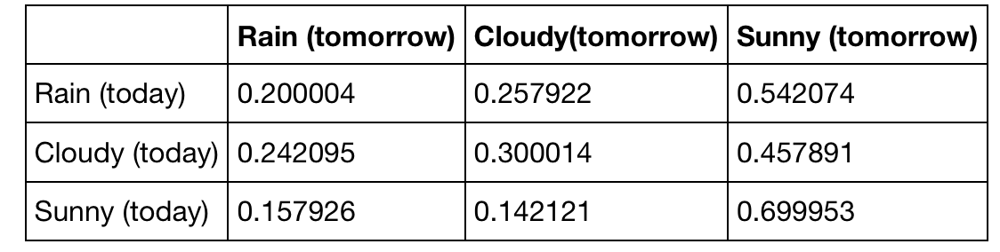 Rain (tomorrow) Cloudy(tomorrow) Sunny (tomorrow)
Rain (today) 0.200004 0.257922 0.542074
Cloudy (today) 0.242095 0.300014 0.457891
Sunny (today) 0.157926 0.142121 0.699953